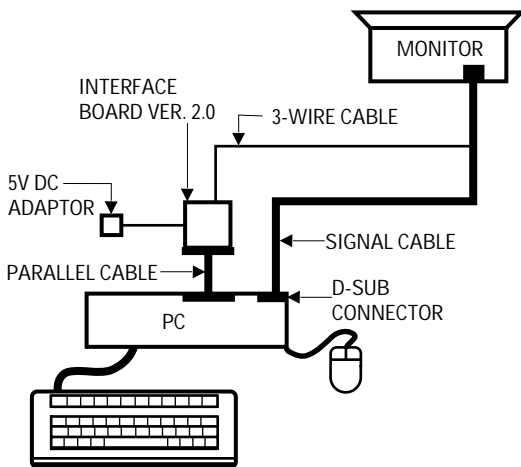 MONITOR
INTERFACE
BOARD VER. 2.0
3-WIRE CABLE
5V DC
ADAPTOR
SIGNAL CABLE
PARALLEL CABLE
D-SUB
CONNECTOR
PC